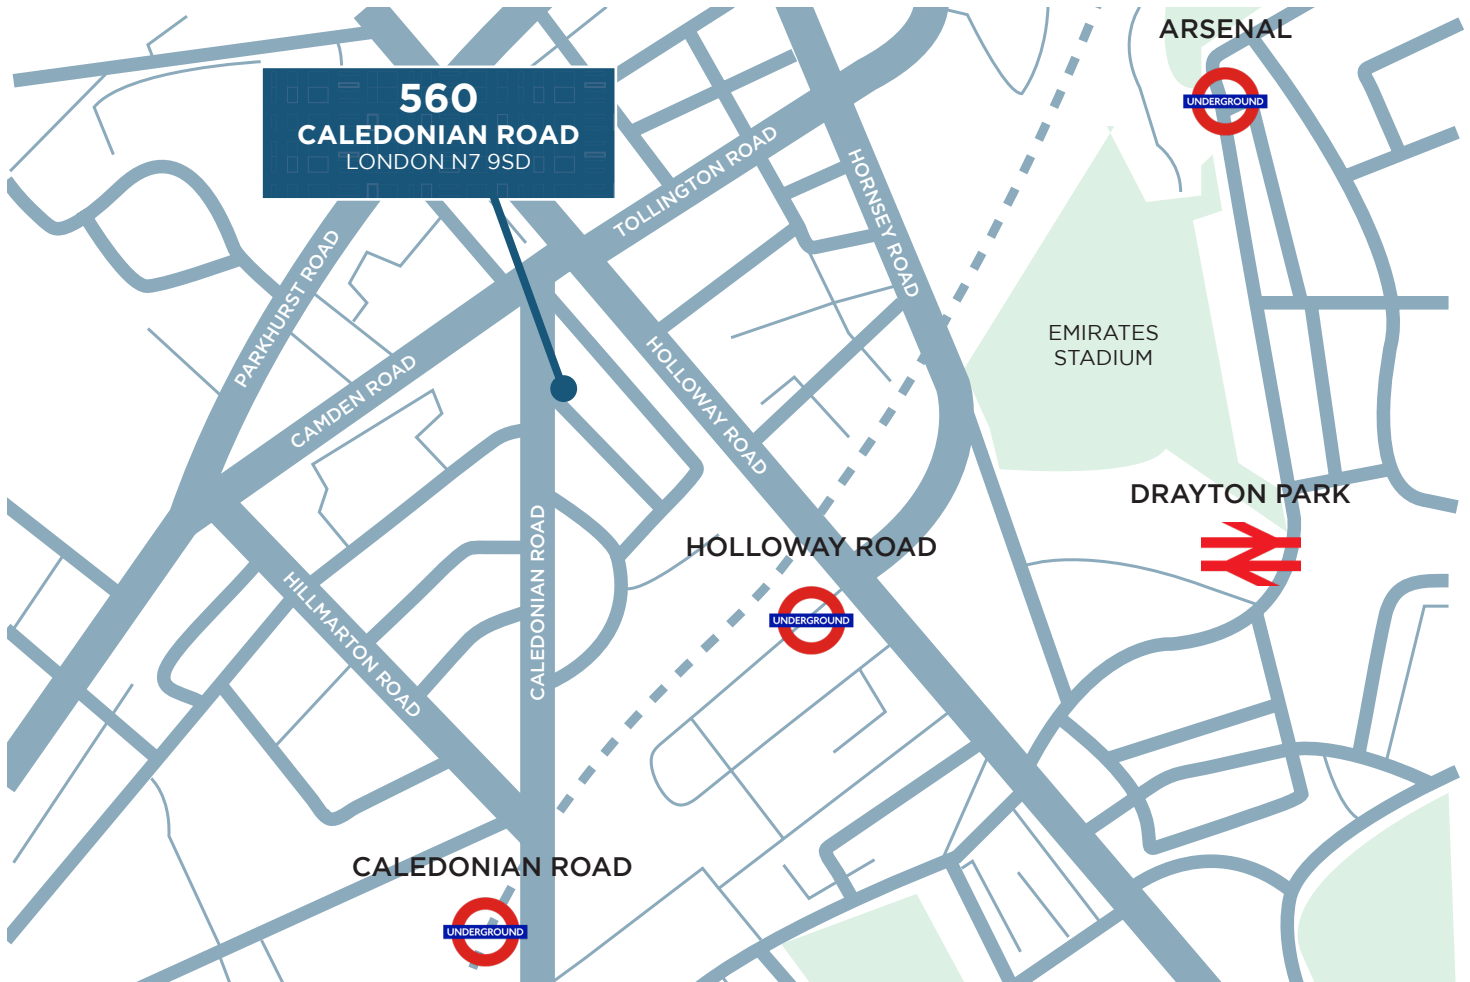 ARSENAL
UNDERGROUND
560
CALEDONIAN ROAD
LONDON N7 9SD
TOLLINGTON ROAD
HORNSEY ROAD
PARKHURST ROAD
EMIRATES
STADIUM
CAMDEN ROAD
HOLLOWAY ROAD
DRAYTON PARK
CALEDONIAN ROAD
HOLLOWAY ROAD
UNDERGROUND
HILLMARTON ROAD
CALEDONIAN ROAD
UNDERGROUND